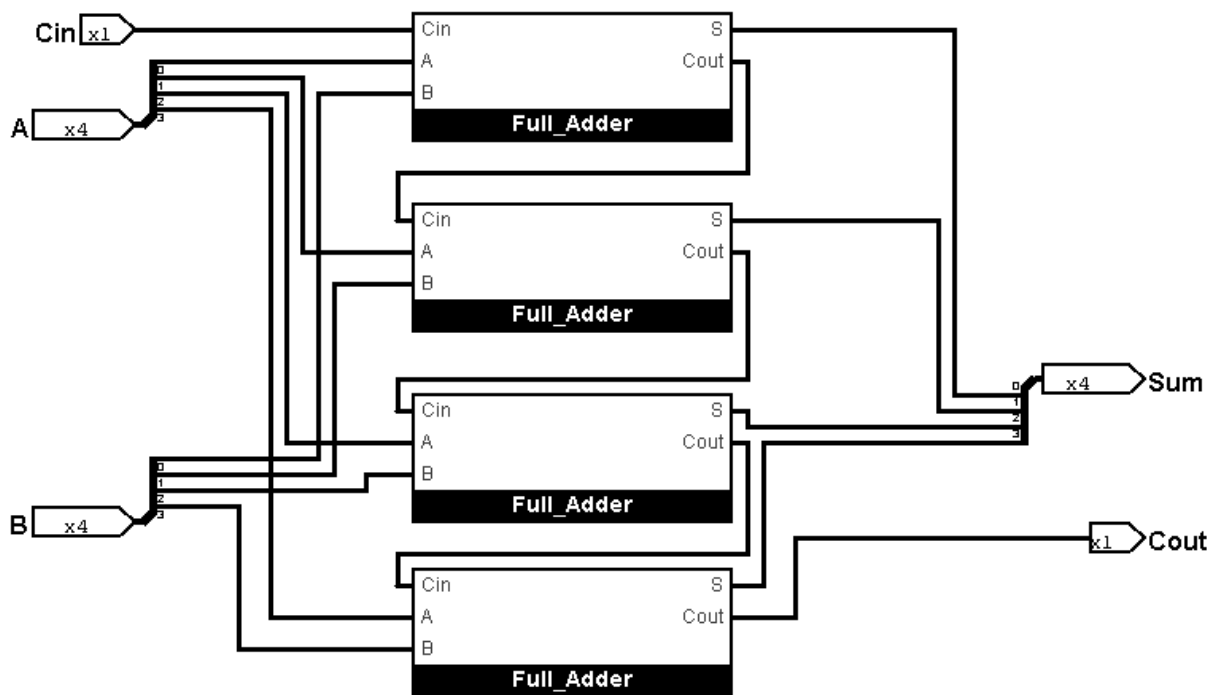 Cin x1
Cin S
A Cout
B
Full_Adder
A x4
0
1
2
3
Cin S
A Cout
B
Full_Adder
0
1
2
3
x4 Sum
Cin S
A Cout
B
Full_Adder
B x4
0
1
2
3
x1 Cout
Cin S
A Cout
B
Full_Adder